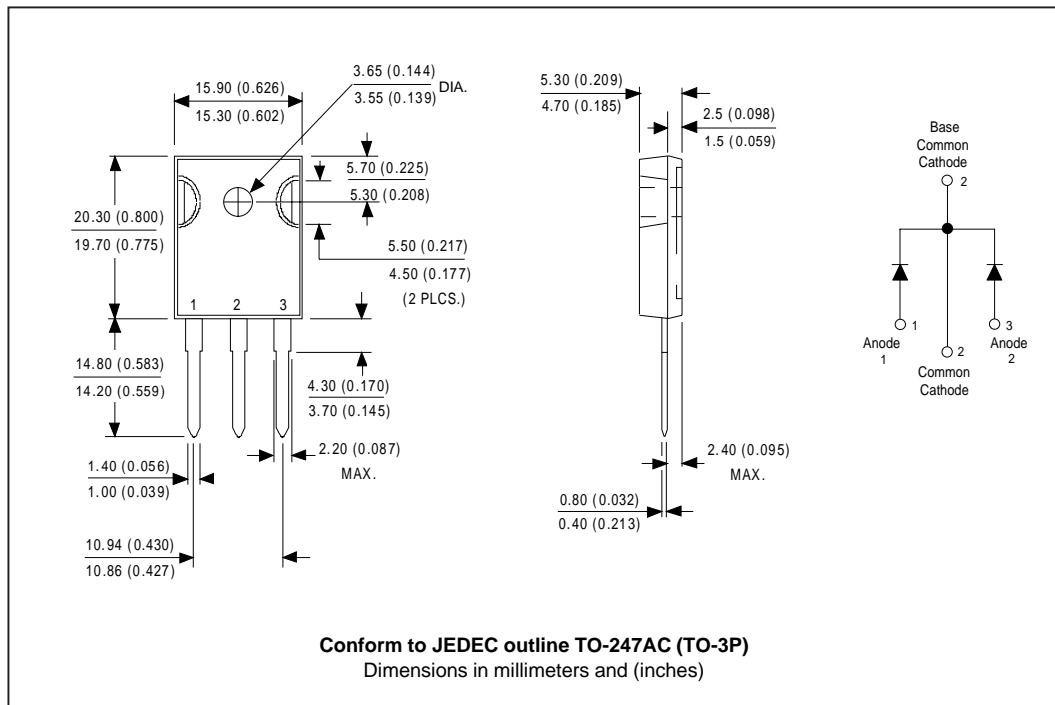 3.65 (0.144)
3.55 (0.139)
DIA.
15.90 (0.626)
15.30 (0.602)
5.70 (0.225)
5.30 (0.208)
20.30 (0.800)
19.70 (0.775)
5.50 (0.217)
4.50 (0.177)
(2 PLCS.)
1 2 3
14.80 (0.583)
14.20 (0.559)
4.30 (0.170)
3.70 (0.145)
2.20 (0.087)
MAX.
1.40 (0.056)
1.00 (0.039)
10.94 (0.430)
10.86 (0.427)
5.30 (0.209)
4.70 (0.185)
2.5 (0.098)
1.5 (0.059)
2.40 (0.095)
MAX.
0.80 (0.032)
0.40 (0.213)
Base
Common
Cathode
2
1
Anode
1
2
Common
Cathode
3
Anode
2
Conform to JEDEC outline TO-247AC (TO-3P)
Dimensions in millimeters and (inches)